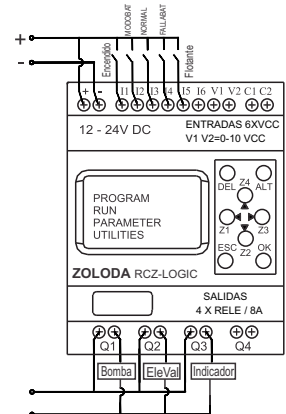 Encendido
MODOBAT
NORMAL
FALLABAT
Flotante
+
-
+ - I1 I2 I3 I4 I5 I6 V1 V2 C1 C2
12 - 24V DC
ENTRADAS 6XVCC
V1 V2=0-10 VCC
PROGRAM
RUN
PARAMETER
UTILITIES
DEL Z4 ALT
Z1 Z3
ESC Z2 OK
ZOLODA RCZ-LOGIC
SALIDAS
4 X RELE / 8A
Q1 Q2 Q3 Q4
Bomba EleVal Indicador